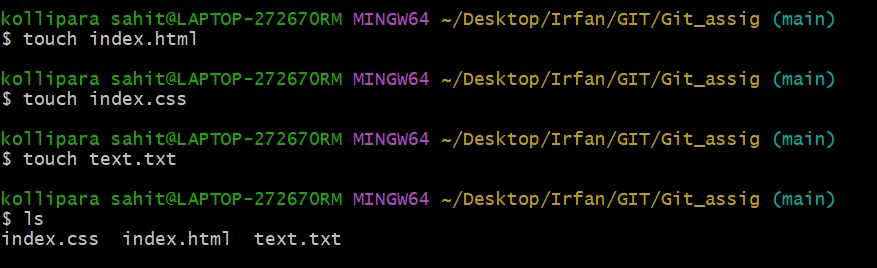 kollipara sahit@LAPTOP-27267ORM MINGW64 ~/Desktop/Irfan/GIT/Git_assig (main)
$ touch index.html
kollipara sahit@LAPTOP-27267ORM MINGW64 ~/Desktop/Irfan/GIT/Git_assig (main)
$ touch index.css
kollipara sahit@LAPTOP-27267ORM MINGW64 ~/Desktop/Irfan/GIT/Git_assig (main)
$ touch text.txt
kollipara sahit@LAPTOP-27267ORM MINGW64 ~/Desktop/Irfan/GIT/Git_assig (main)
$ ls
index.css  index.html  text.txt